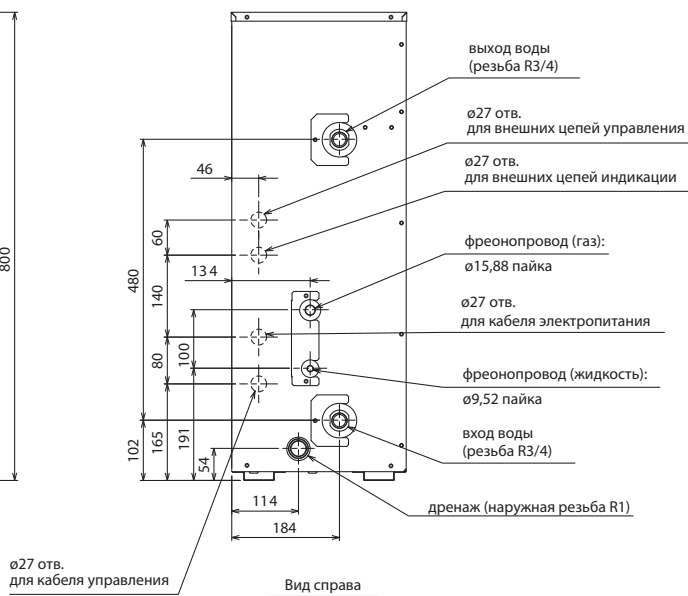 выход воды
(резьба R3/4)
ø27 отв.
для внешних цепей управления
ø27 отв.
для внешних цепей индикации
фреонопровод (газ):
ø15,88 пайка
ø27 отв.
для кабеля электропитания
фреонопровод (жидкость):
ø9,52 пайка
вход воды
(резьба R3/4)
дренаж (наружная резьба R1)
ø27 отв.
для кабеля управления
Вид справа
800
480
102
60
140
80
165
100
191
54
46
134
114
184